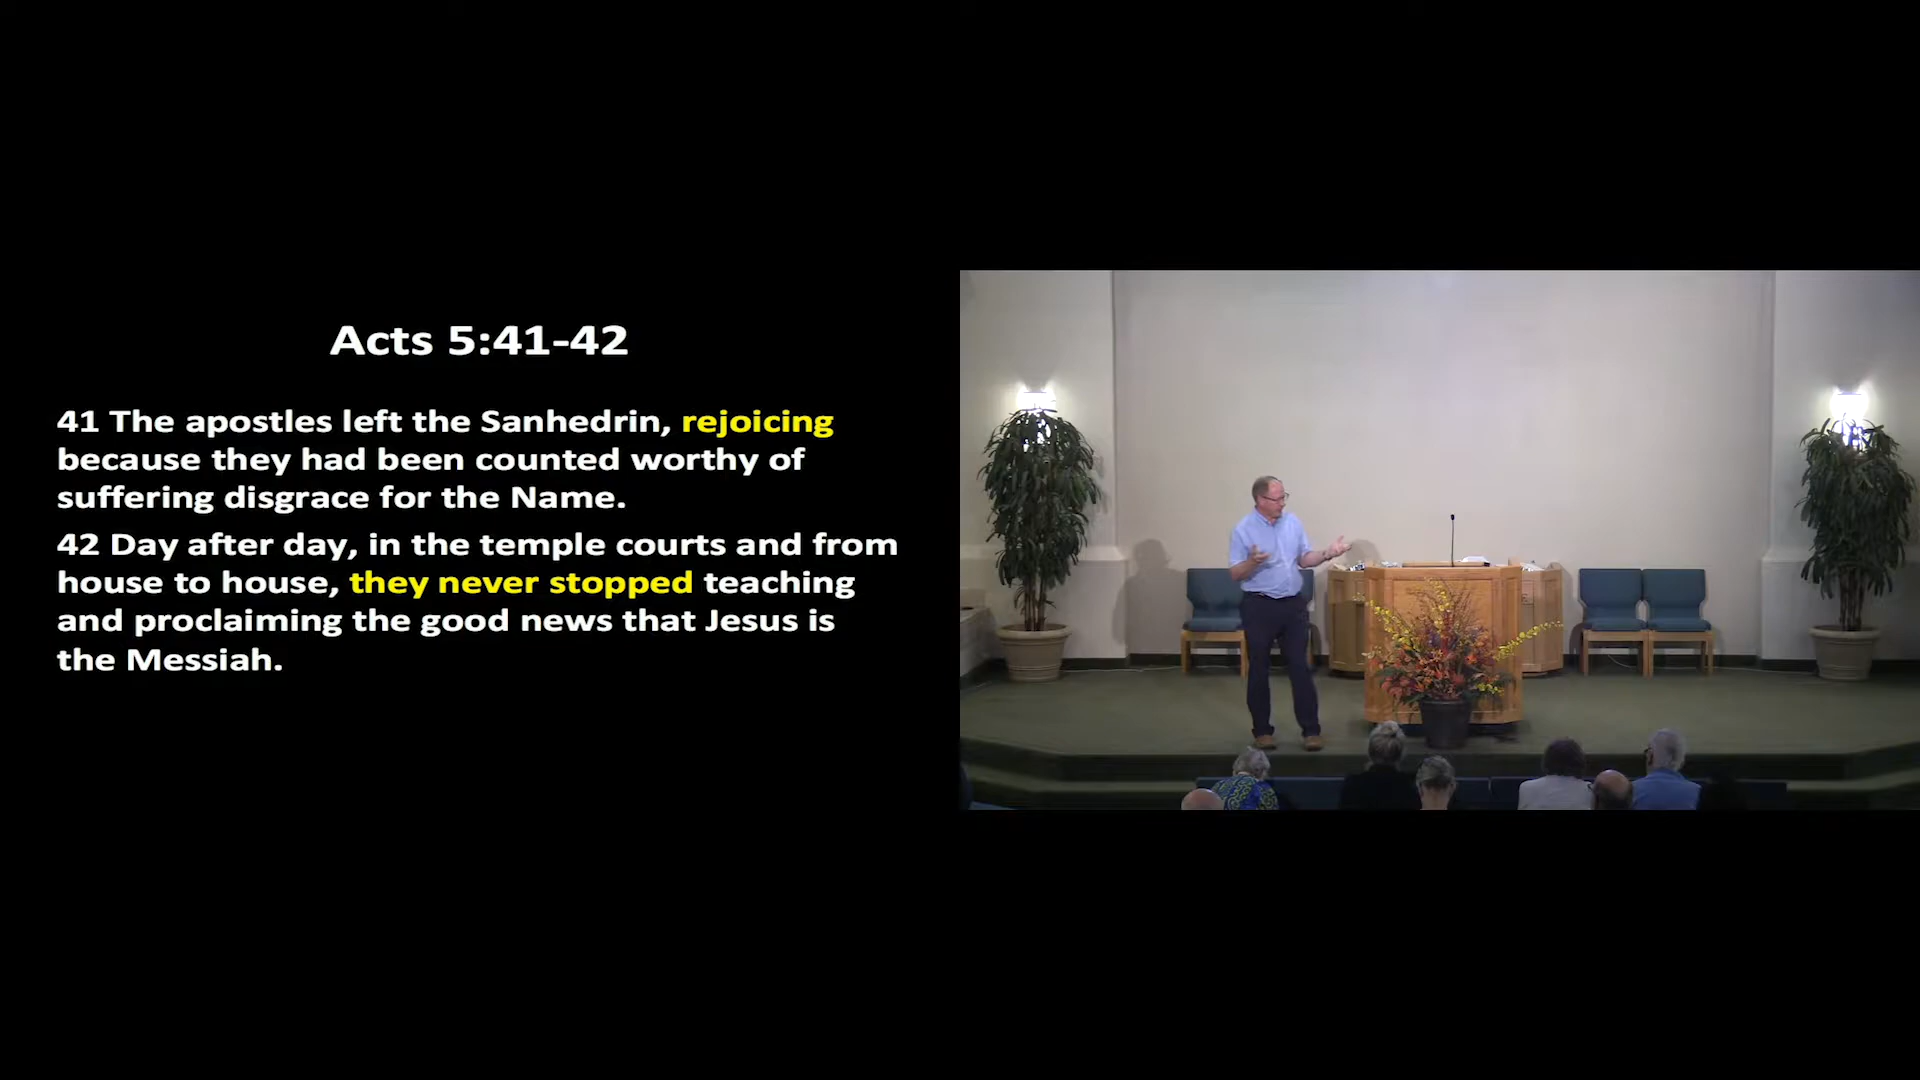 Acts 5:41-42
41 The apostles left the Sanhedrin, rejoicing
because they had been counted worthy of
suffering disgrace for the Name.
42 Day after day, in the temple courts and from
house to house, they never stopped teaching
and proclaiming the good news that Jesus is
the Messiah.